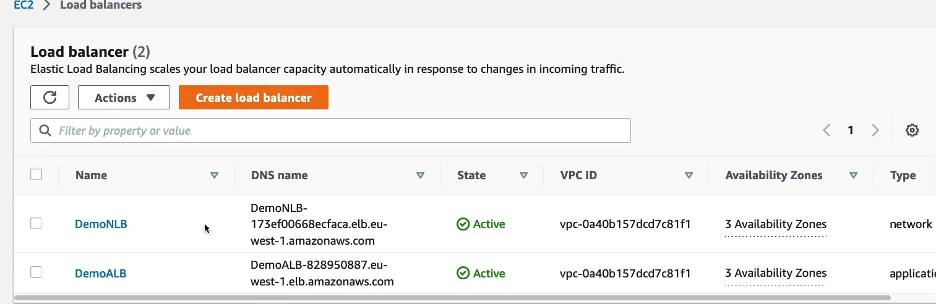 EC2 > Load balancers
Load balancer (2)
Elastic Load Balancing scales your load balancer capacity automatically in response to changes in incoming traffic.
Actions ▼ Create load balancer
Filter by property or value
1
Name DNS name State VPC ID Availability Zones Type
DemoNLB-
173ef00668ecfaca.elb.eu-
DemoNLB Active vpc-0a40b157dcd7c81f1 3 Availability Zones network
west-1.amazonaws.com
DemoALB-828950887.eu-
DemoALB Active vpc-0a40b157dcd7c81f1 3 Availability Zones applicatio
west-1.elb.amazonaws.com